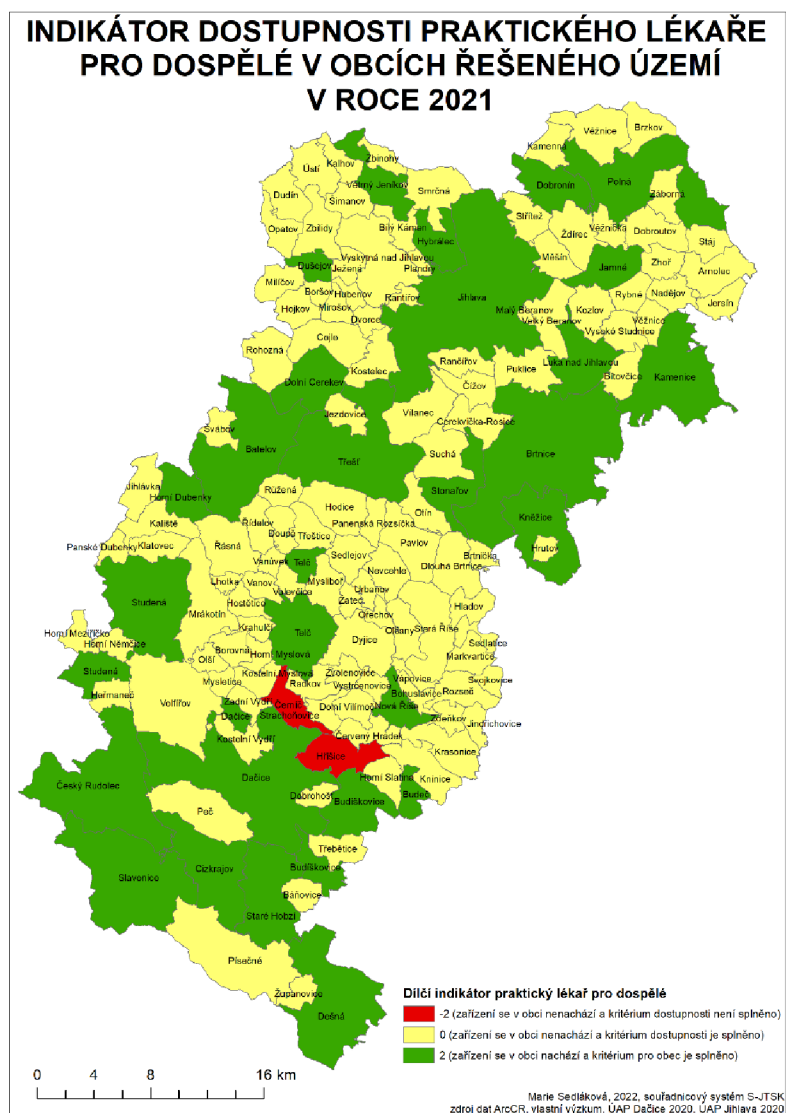 INDIKÁTOR DOSTUPNOSTI PRAKTICKÉHO LÉKAŘE
PRO DOSPĚLÉ V OBCÍCH ŘEŠENÉHO ÚZEMÍ
V ROCE 2021
Brzkov
Věžnice
Kamenná
Zbinohy
Kalhov
Ústí
Větrný Jeníkov
Smrčná
Dobronín
Polná
Záborná
Dudín
Šimanov
Opatov
Zbilidy
Bílý Kámen
Hybrálec
Střítež
Ždírec
Věžnička
Dobroutov
Stáj
Vyskytná nad Jihlavou
Plandry
Měšín
Dušejov
Ježená
Jamné
Zhoř
Arnolec
Milíčov
Boršov
Hubenov
Rantířov
Jihlava
Rybné
Nadějov
Jersín
Hojkov
Mirošov
Dvorce
Malý Beranov
Velký Beranov
Kozlov
Věžnice
Vysoké Studnice
Rohozná
Cejle
Kostelec
Rančířov
Puklice
Luka nad Jihlavou
Bítovčice
Kamenice
Dolní Cerekev
Čížov
Jezdovice
Vílanec
Cerekvička-Rosice
Švábov
Batelov
Třešť
Suchá
Brtnice
Jihlávka
Horní Dubenky
Růžená
Stonařov
Hodice
Otín
Kněžice
Kaliště
Řídelov
Doupě
Třeštice
Panenská Rozsíčka
Pavlov
Hrutov
Panské Dubenky
Klatovec
Řásná
Vanůvek
Telč
Sedlejov
Nevcehle
Dlouhá Brtnice
Brtnička
Lhotka
Vanov
Valtervčice
Mysliboř
Urbanov
Studená
Hostětice
Žatec
Hladov
Mrákotín
Krahulčí
Telč
Ořechov
Olšany
Stará Říše
Horní Meziříčko
Horní Němčice
Borovná
Horní Myslová
Dyjice
Sedlatice
Olší
Markvartice
Studená
Mysletice
Kostelní Myslová
Radkov
Zvolenovice
Vystrčenovice
Vápovice
Bohuslavice
Rozseč
Svojkovice
Heřmaneč
Volfířov
Zadní Vydří
Černíč
Dolní Vilímeč
Nová Říše
Dačice
Strachoňovice
Zdeňkov
Jindřichovice
Kostelní Vydří
Červený Hrádek
Krasonice
Hříšice
Český Rudolec
Dačice
Horní Slatina
Knínice
Peč
Dobrohošť
Budíškovice
Budeč
Třebětice
Slavonice
Cizkrajov
Budíškovice
Báňovice
Staré Hobzí
Písečné
Županovice
Dešná
Dílčí indikátor praktický lékař pro dospělé
-2 (zařízení se v obci nenachází a kritérium dostupnosti není splněno)
0 (zařízení se v obci nenachází a kritérium dostupnosti je splněno)
2 (zařízení se v obci nachází a kritérium pro obec je splněno)
0 4 8 16 km
Marie Sedláková, 2022, souřadnicový systém S-JTSK
zdroj dat ArcCR, vlastní výzkum, ÚAP Dačice 2020, ÚAP Jihlava 2020